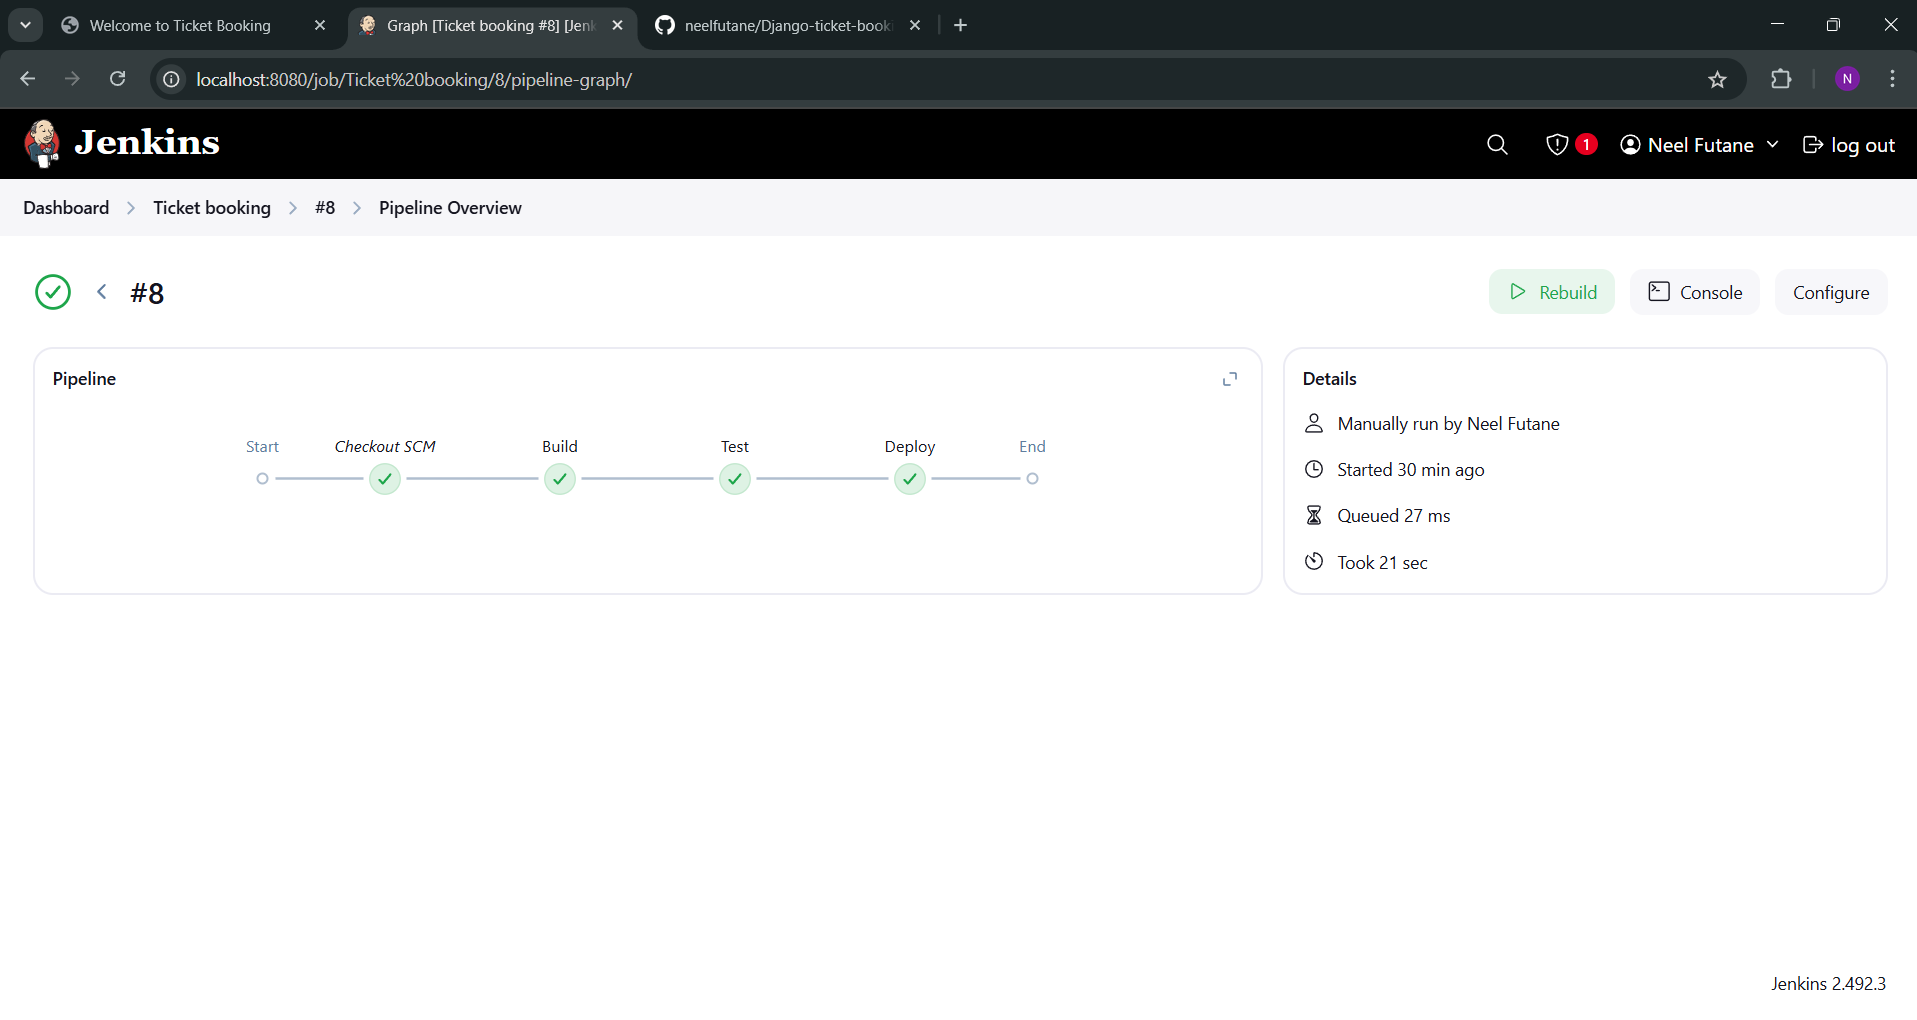 Welcome to Ticket Booking
Graph [Ticket booking #8] [Jen
neelfutane/Django-ticket-book
localhost:8080/job/Ticket%20booking/8/pipeline-graph/
N
Jenkins
1
Neel Futane
log out
Dashboard
Ticket booking
#8
Pipeline Overview
#8
Rebuild
Console
Configure
Pipeline
Start
Checkout SCM
Build
Test
Deploy
End
Details
Manually run by Neel Futane
Started 30 min ago
Queued 27 ms
Took 21 sec
Jenkins 2.492.3